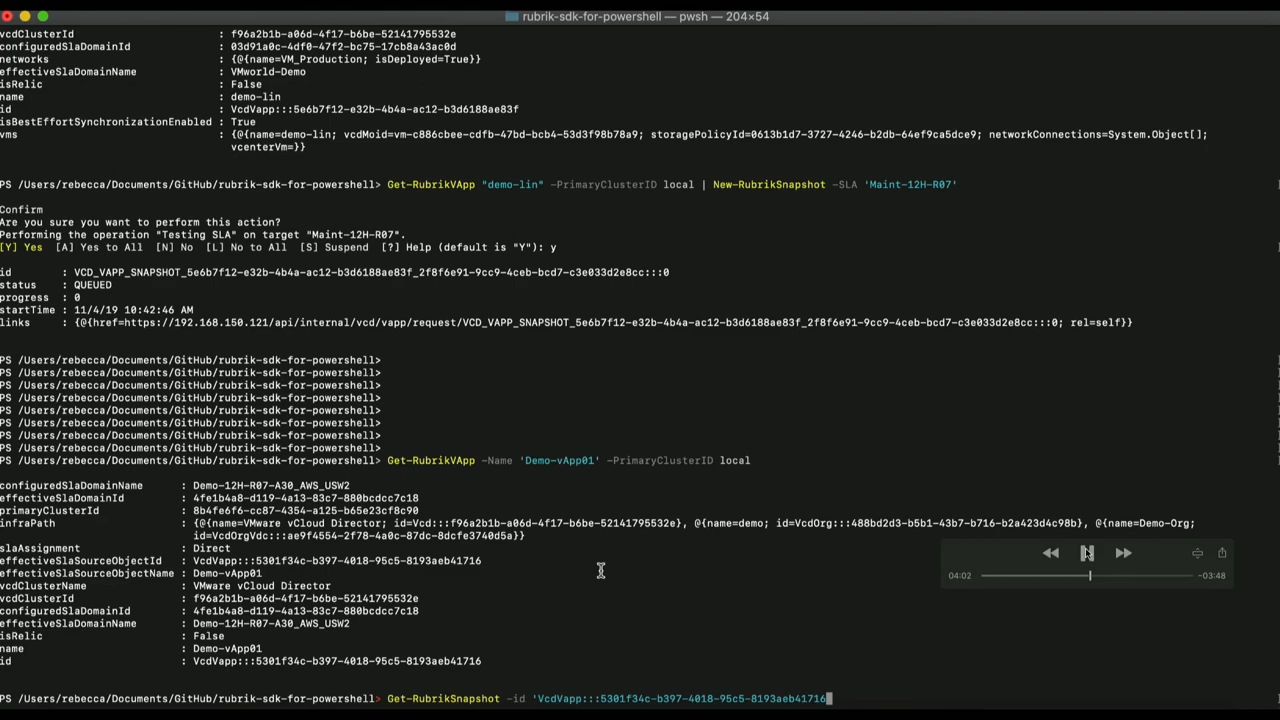 rubrik-sdk-for-powershell — pwsh — 204×54
vcdClusterId : f96a2b1b-a06d-4f17-b6be-52141795532e
configuredSlaDomainId : 03d91a0c-4df0-47f2-bc75-17cb8a43ac0d
networks : {@{name=VM_Production; isDeployed=True}}
effectiveSlaDomainName : VMworld-Demo
isRelic : False
name : demo-lin
id : VcdVapp:::5e6b7f12-e32b-4b4a-ac12-b3d6188ae83f
isBestEffortSynchronizationEnabled : True
vms : {@{name=demo-lin; vcdMoid=vm-c886cbee-cdfb-47bd-bcb4-53d3f98b78a9; storagePolicyId=0613b1d7-3727-4246-b2db-64ef9ca5dce9; networkConnections=System.Object[];
vcenterVm=}}
PS /Users/rebecca/Documents/GitHub/rubrik-sdk-for-powershell> Get-RubrikVApp "demo-lin" -PrimaryClusterID local | New-RubrikSnapshot -SLA 'Maint-12H-R07'
Confirm
Are you sure you want to perform this action?
Performing the operation "Testing SLA" on target "Maint-12H-R07".
[Y] Yes [A] Yes to All [N] No [L] No to All [S] Suspend [?] Help (default is "Y"): y
id : VCD_VAPP_SNAPSHOT_5e6b7f12-e32b-4b4a-ac12-b3d6188ae83f_2f8f6e91-9cc9-4ceb-bcd7-c3e033d2e8cc:::0
status : QUEUED
progress : 0
startTime : 11/4/19 10:42:46 AM
links : {@{href=https://192.168.150.121/api/internal/vcd/vapp/request/VCD_VAPP_SNAPSHOT_5e6b7f12-e32b-4b4a-ac12-b3d6188ae83f_2f8f6e91-9cc9-4ceb-bcd7-c3e033d2e8cc:::0; rel=self}}
PS /Users/rebecca/Documents/GitHub/rubrik-sdk-for-powershell>
PS /Users/rebecca/Documents/GitHub/rubrik-sdk-for-powershell>
PS /Users/rebecca/Documents/GitHub/rubrik-sdk-for-powershell>
PS /Users/rebecca/Documents/GitHub/rubrik-sdk-for-powershell>
PS /Users/rebecca/Documents/GitHub/rubrik-sdk-for-powershell>
PS /Users/rebecca/Documents/GitHub/rubrik-sdk-for-powershell>
PS /Users/rebecca/Documents/GitHub/rubrik-sdk-for-powershell>
PS /Users/rebecca/Documents/GitHub/rubrik-sdk-for-powershell>
PS /Users/rebecca/Documents/GitHub/rubrik-sdk-for-powershell> Get-RubrikVApp -Name 'Demo-vApp01' -PrimaryClusterID local
configuredSlaDomainName : Demo-12H-R07-A30_AWS_USW2
effectiveSlaDomainId : 4fe1b4a8-d119-4a13-83c7-880bcdcc7c18
primaryClusterId : 8b4fe6f6-cc87-4354-a125-b65e23cf8c90
infraPath : {@{name=VMware vCloud Director; id=Vcd:::f96a2b1b-a06d-4f17-b6be-52141795532e}, @{name=demo; id=VcdOrg:::488bd2d3-b5b1-43b7-b716-b2a423d4c98b}, @{name=Demo-Org;
id=VcdOrgVdc:::ae9f4554-2f78-4a0c-87dc-8dcfe3740d5a}}
slaAssignment : Direct
effectiveSlaSourceObjectId : VcdVapp:::5301f34c-b397-4018-95c5-8193aeb41716
effectiveSlaSourceObjectName : Demo-vApp01
vcdClusterName : VMware vCloud Director
vcdClusterId : f96a2b1b-a06d-4f17-b6be-52141795532e
configuredSlaDomainId : 4fe1b4a8-d119-4a13-83c7-880bcdcc7c18
effectiveSlaDomainName : Demo-12H-R07-A30_AWS_USW2
isRelic : False
name : Demo-vApp01
id : VcdVapp:::5301f34c-b397-4018-95c5-8193aeb41716
04:02 -03:48
PS /Users/rebecca/Documents/GitHub/rubrik-sdk-for-powershell> Get-RubrikSnapshot -id 'VcdVapp:::5301f34c-b397-4018-95c5-8193aeb41716